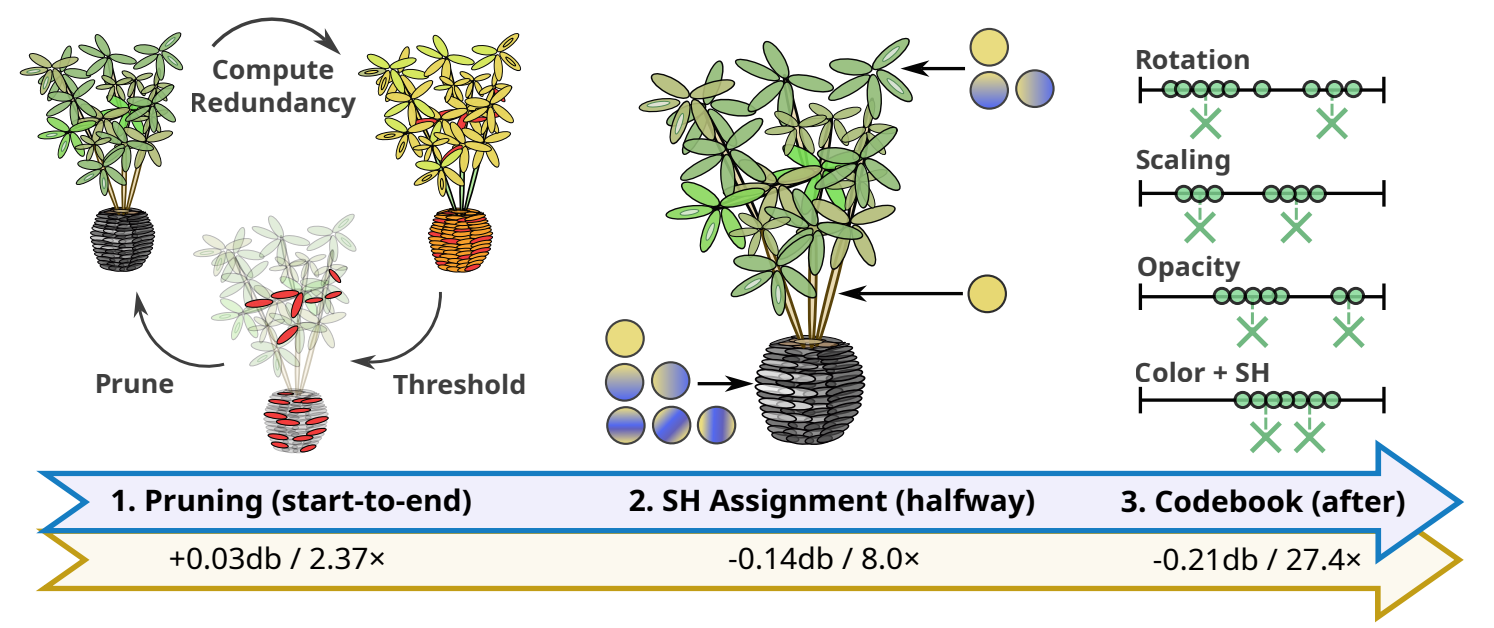 Compute
Redundancy
Prune
Threshold
Rotation
Scaling
Opacity
Color + SH
1. Pruning (start-to-end)
2. SH Assignment (halfway)
3. Codebook (after)
+0.03db / 2.37×
-0.14db / 8.0×
-0.21db / 27.4×